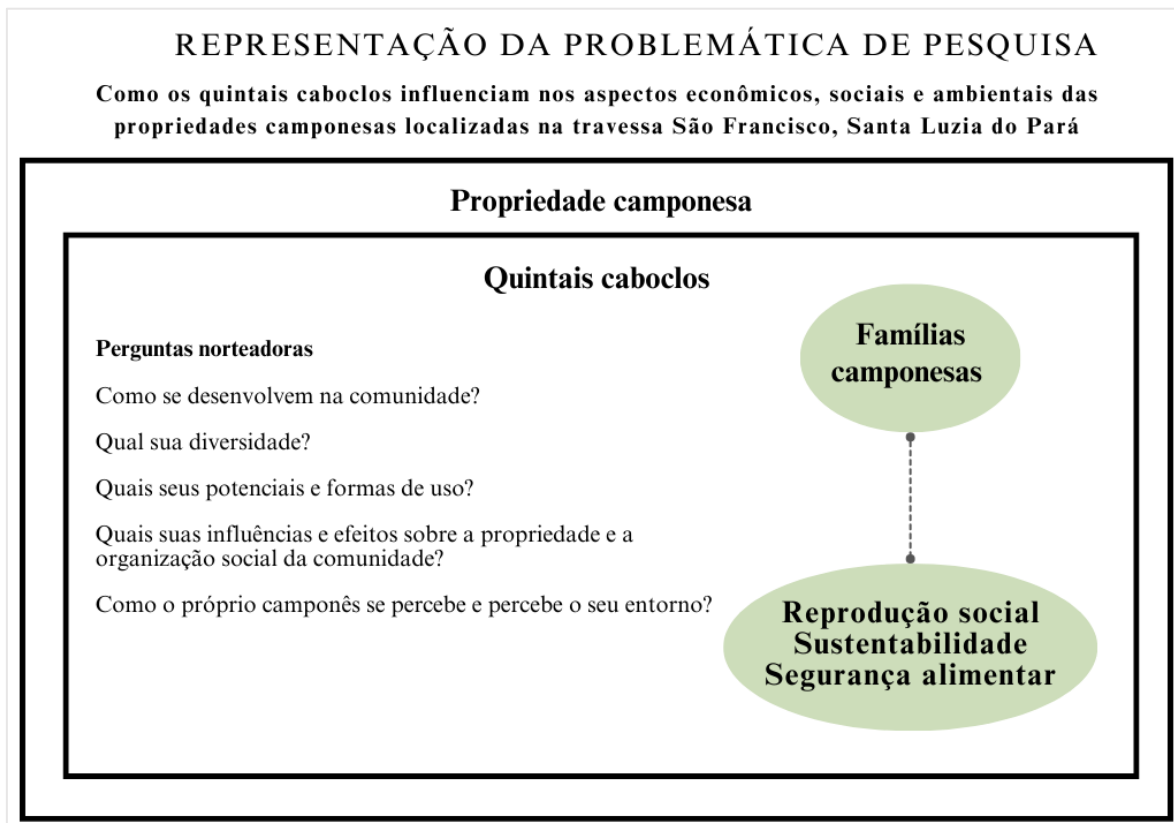 REPRESENTAÇÃO DA PROBLEMÁTICA DE PESQUISA
Como os quintais caboclos influenciam nos aspectos econômicos, sociais e ambientais das
propriedades camponesas localizadas na travessa São Francisco, Santa Luzia do Pará
Propriedade camponesa
Quintais caboclos
Perguntas norteadoras
Como se desenvolvem na comunidade?
Qual sua diversidade?
Quais seus potenciais e formas de uso?
Quais suas influências e efeitos sobre a propriedade e a
organização social da comunidade?
Como o próprio camponês se percebe e percebe o seu entorno?
Famílias
camponesas
Reprodução social
Sustentabilidade
Segurança alimentar